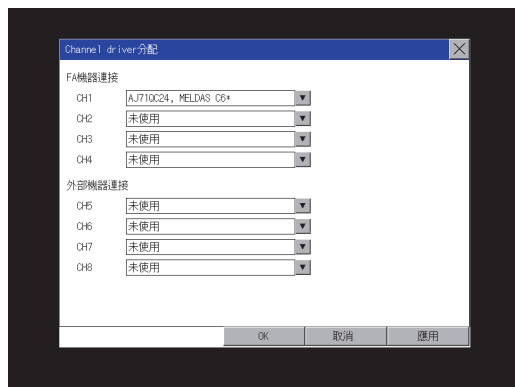 Channel driver分配
FA機器連接
CH1 AJ71QC24, MELDAS C6*
CH2 未使用
CH3 未使用
CH4 未使用
外部機器連接
CH5 未使用
CH6 未使用
CH7 未使用
CH8 未使用
OK 取消 應用